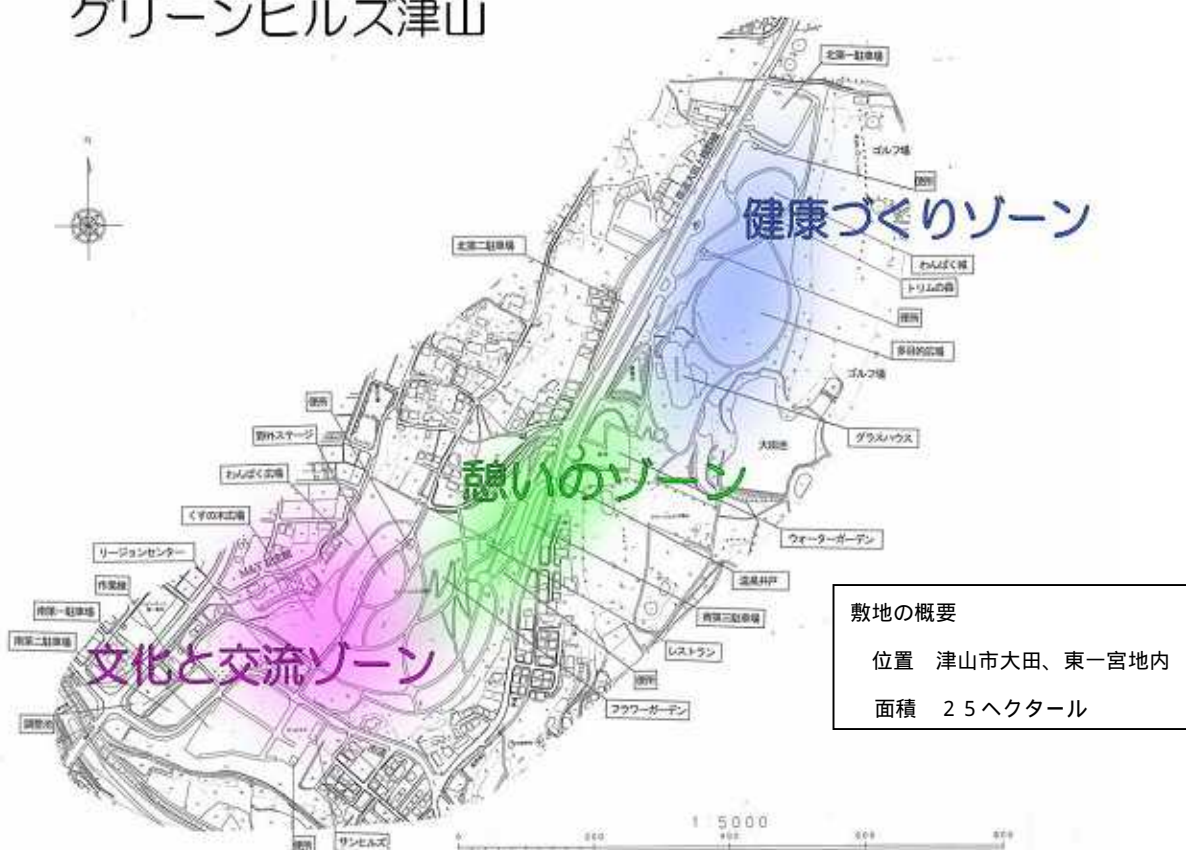 グリーンヒルズ津山
北第一駐車場
ゴルフ場
便所
健康づくりゾーン
北第二駐車場
わんぱく城
トリムの森
便所
多目的広場
ゴルフ場
グラスハウス
大田池
便所
野外ステージ
わんぱく広場
憩いのゾーン
くすの木広場
リージョンセンター
ウォーターガーデン
温泉井戸
作業棟
南第一駐車場
南第三駐車場
南第二駐車場
レストラン
文化と交流ゾーン
便所
フラワーガーデン
調整池
敷地の概要
位置 津山市大田、東一宮地内
面積 25ヘクタール
1:5000
0 200 400 600 800
便所
サンヒルズ